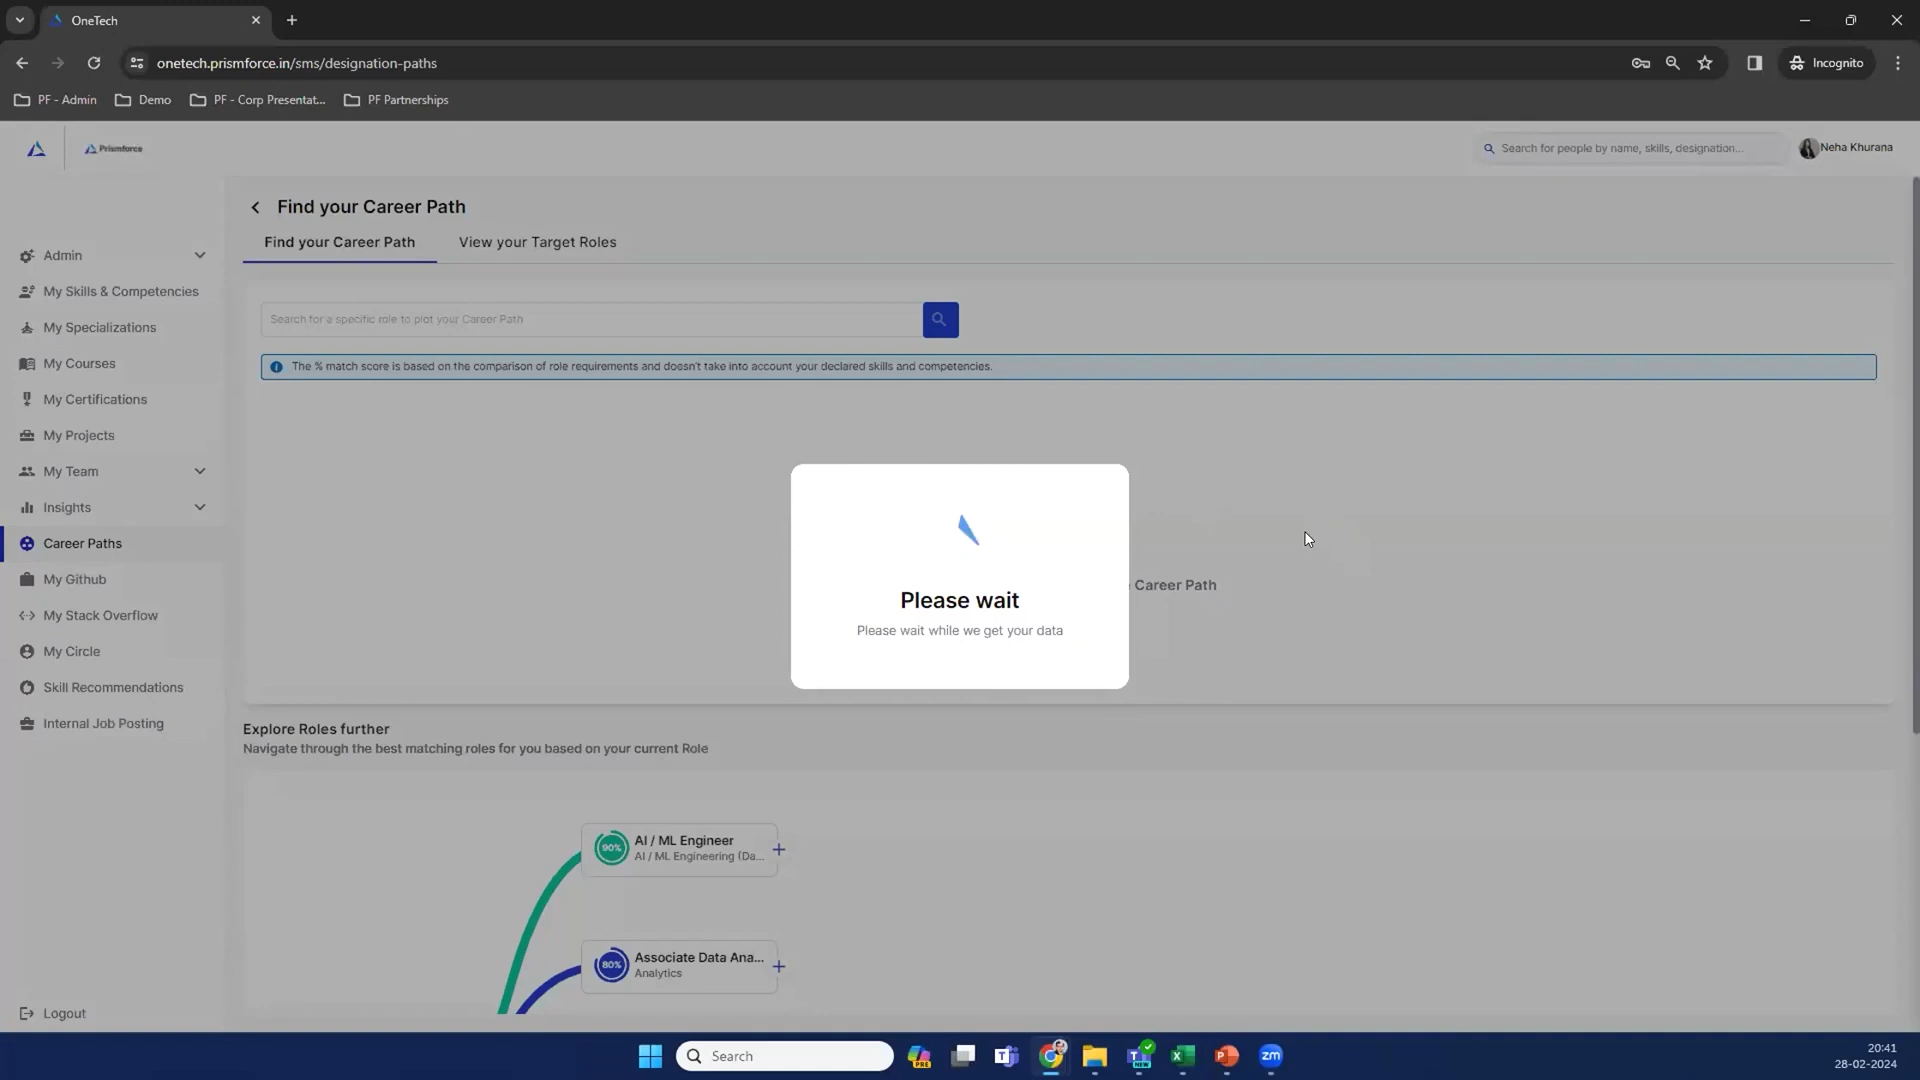 OneTech
onetech.prismforce.in/sms/designation-paths
Incognito
PF - Admin
Demo
PF - Corp Presentat...
PF Partnerships
Prismforce
Search for people by name, skills, designation...
Neha Khurana
Find your Career Path
Find your Career Path
View your Target Roles
Admin
My Skills & Competencies
My Specializations
My Courses
My Certifications
My Projects
My Team
Insights
Career Paths
My Github
My Stack Overflow
My Circle
Skill Recommendations
Internal Job Posting
Logout
Search for a specific role to plot your Career Path
The % match score is based on the comparison of role requirements and doesn't take into account your declared skills and competencies.
Career Path
Please wait
Please wait while we get your data
Explore Roles further
Navigate through the best matching roles for you based on your current Role
90%
AI / ML Engineer
AI / ML Engineering (Da...
80%
Associate Data Ana...
Analytics
Search
PRE
NEW
zm
20:41
28-02-2024